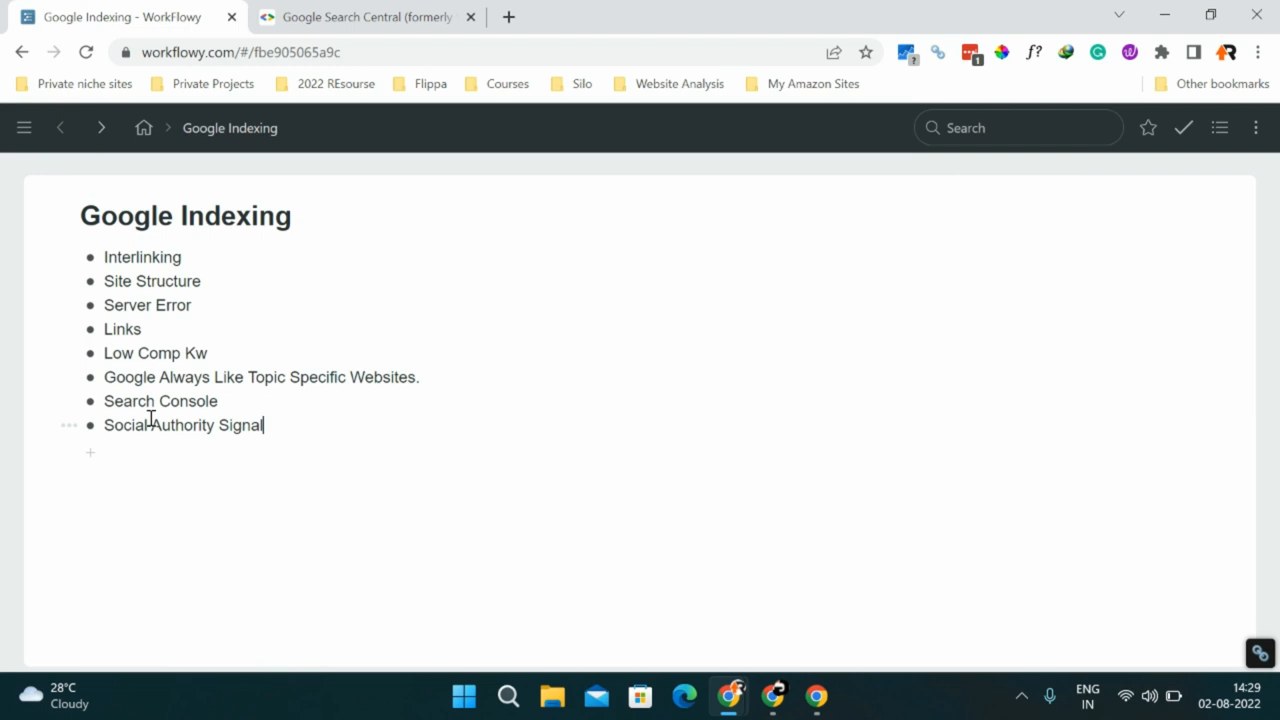 Google Indexing - WorkFlowy
Google Search Central (formerly
workflowy.com/#/fbe905065a9c
f?
?
1
Private niche sites
Private Projects
2022 REsourse
Flippa
Courses
Silo
Website Analysis
My Amazon Sites
Other bookmarks
Google Indexing
Search
Google Indexing
Interlinking
Site Structure
Server Error
Links
Low Comp Kw
Google Always Like Topic Specific Websites.
Search Console
Social Authority Signal
28°C
Cloudy
ENG
IN
14:29
02-08-2022